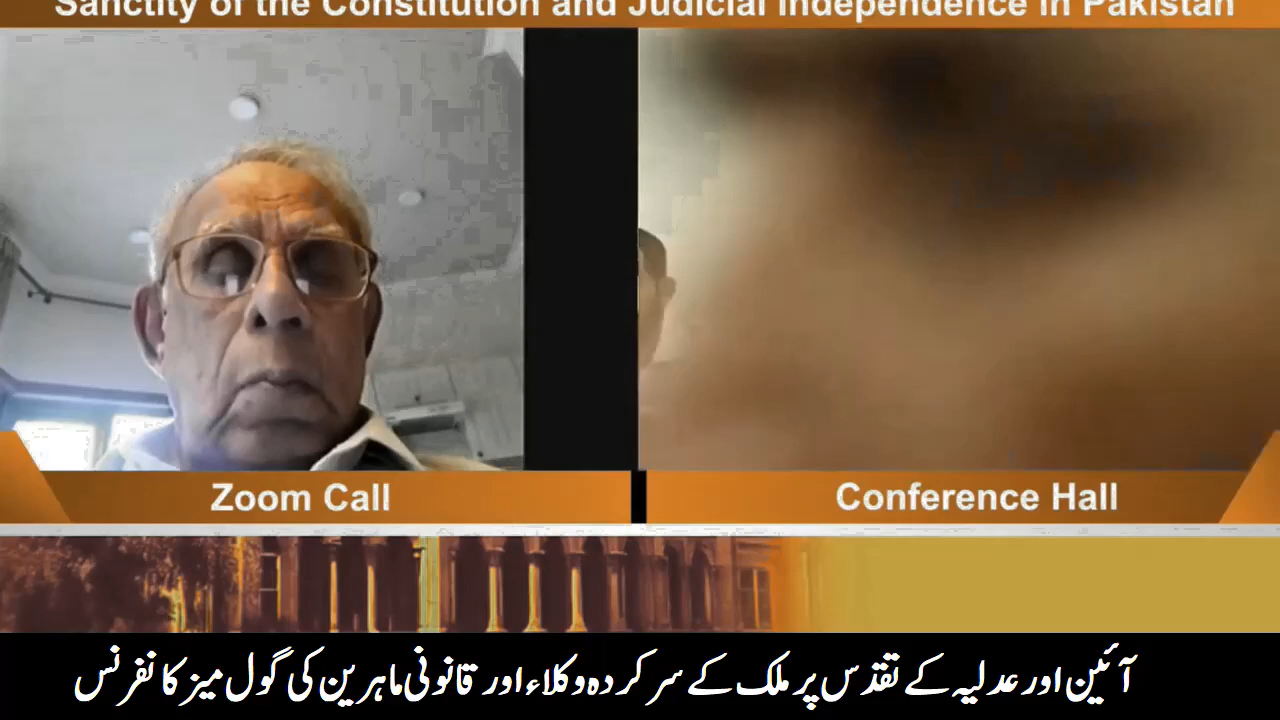 Sanctity of the Constitution and Judicial Independence in Pakistan
Zoom Call
Conference Hall
آئین اور عدلیہ کے تقدس پر ملک کے سرکردہ وکلاء اور قانونی ماہرین کی گول میز کانفرنس